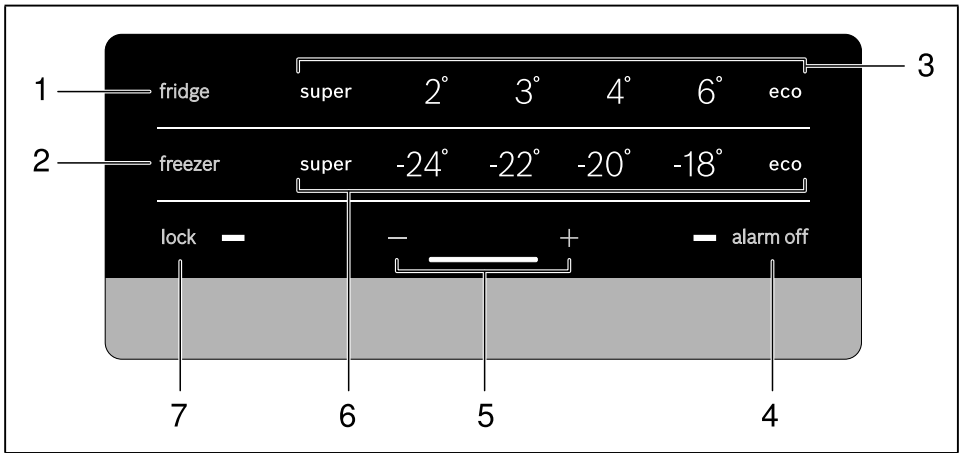 3
1 fridge super 2° 3° 4° 6° eco
2 freezer super -24° -22° -20° -18° eco
lock − + alarm off
7 6 5 4